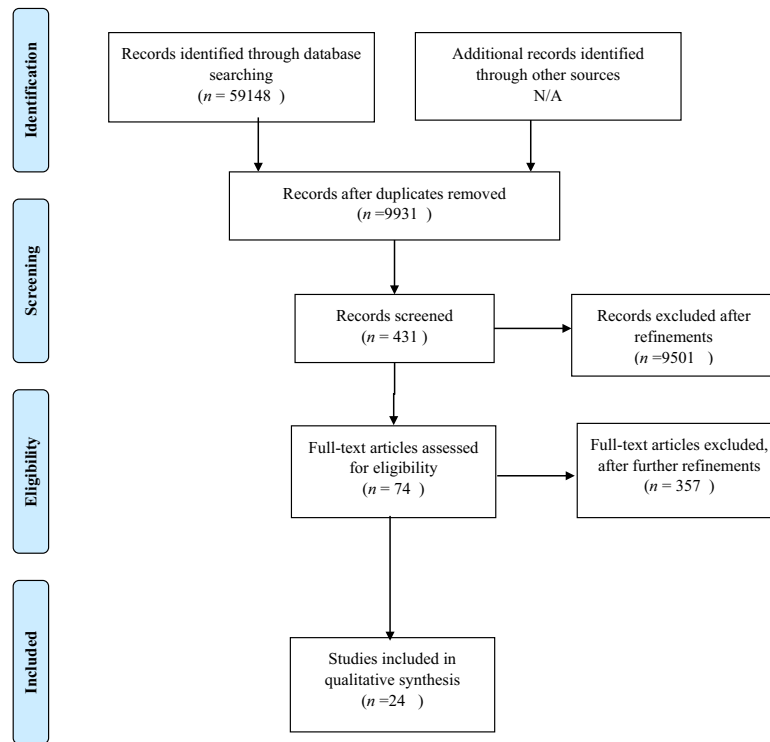 Identification
Records identified through database
searching
(n = 59148 )
Additional records identified
through other sources
N/A
Records after duplicates removed
(n =9931 )
Screening
Records screened
(n = 431 )
Records excluded after
refinements
(n =9501 )
Eligibility
Full-text articles assessed
for eligibility
(n = 74 )
Full-text articles excluded,
after further refinements
(n = 357 )
Included
Studies included in
qualitative synthesis
(n =24 )